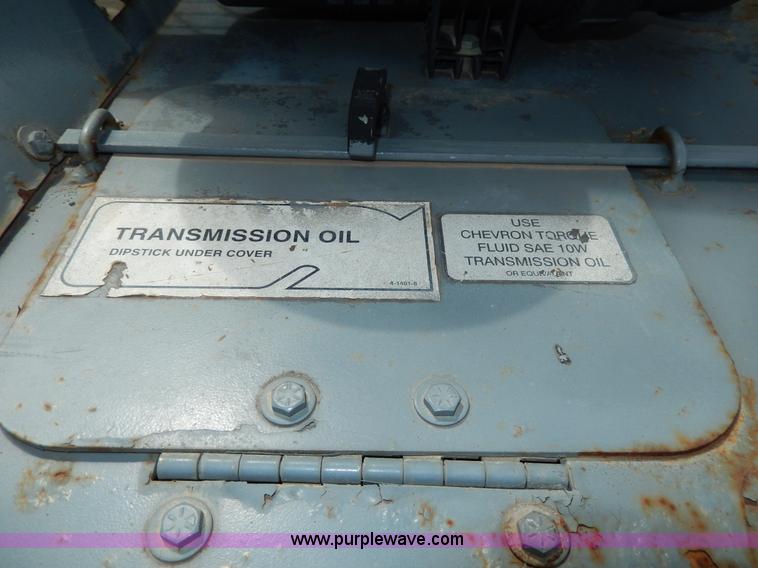 TRANSMISSION OIL
DIPSTICK UNDER COVER
4-1401-6
USE
CHEVRON TORQUE
FLUID SAE 10W
TRANSMISSION OIL
OR EQUIVALENT
www.purplewave.com